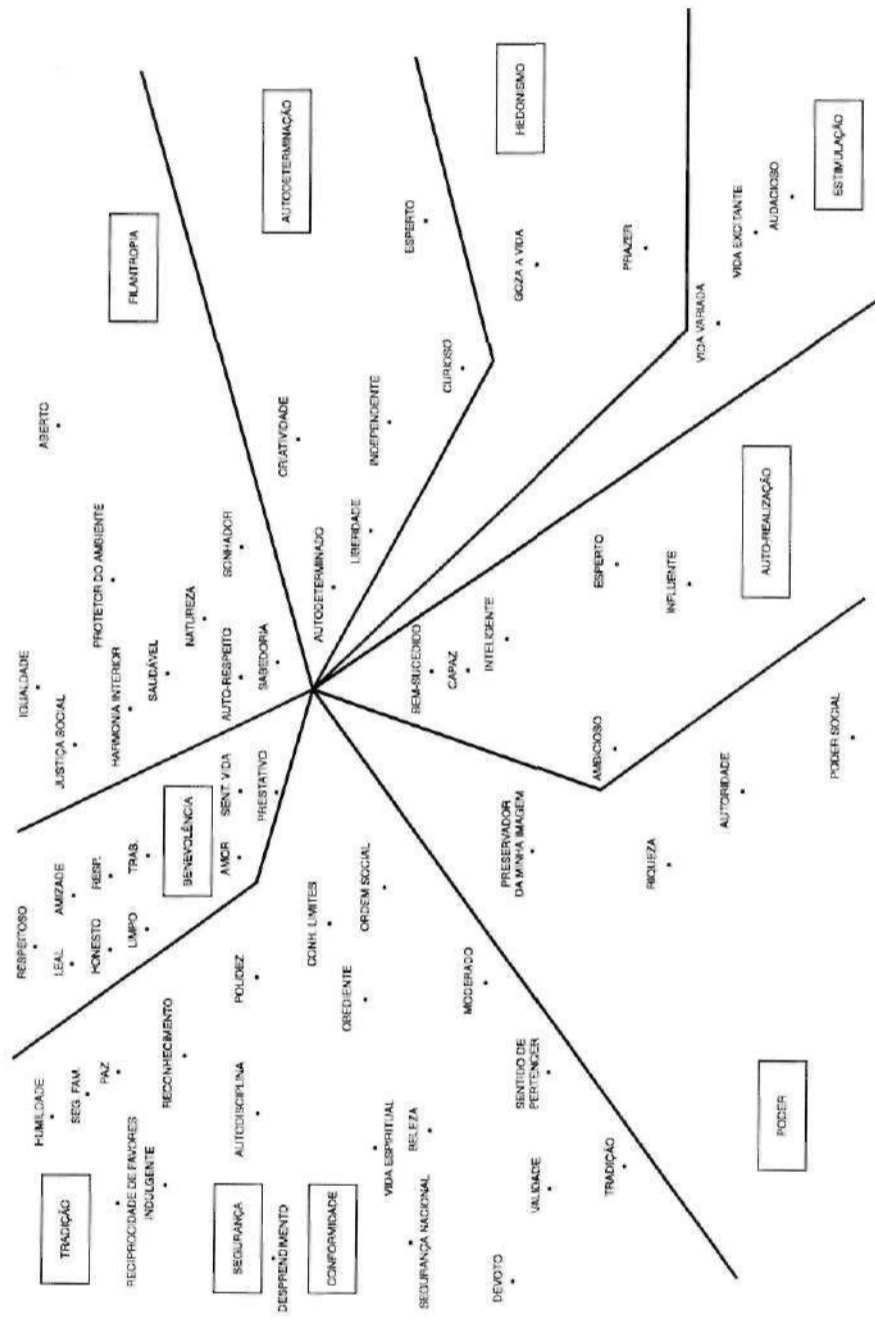 RESPEITOSO
IGUALDADE
HUMILDADE
ABERTO
LEAL
AMIZADE
JUSTIÇA SOCIAL
TRADIÇÃO
SEG. FAM.
HONESTO
RESP.
PROTETOR DO AMBIENTE
PAZ
HARMONIA INTERIOR
RECIPROCIDADE DE FAVORES
LIMPO
TRAB.
FILANTROPIA
INDULGENTE
SAUDÁVEL
RECONHECIMENTO
BENEVOLÊNCIA
NATUREZA
AMOR
SENT. VIDA
AUTO-RESPEITO
SONHADOR
SEGURANÇA
AUTODISCIPLINA
POLIDEZ
PRESTATIVO
SABEDORIA
DESPRENDIMENTO
CRIATIVIDADE
AUTODETERMINAÇÃO
CONH. LIMITES
AUTODETERMINADO
CONFORMIDADE
OBEDIENTE
LIBERDADE
ORDEM SOCIAL
INDEPENDENTE
VIDA ESPIRITUAL
ESPERTO
BELEZA
BEM-SUCEDIDO
SEGURANÇA NACIONAL
CURIOSO
CAPAZ
MODERADO
INTELIGENTE
DEVOTO
PRESERVADOR
DA MINHA IMAGEM
GOZA A VIDA
HEDONISMO
SENTIDO DE
PERTENCER
VALIDADE
AMBICIOSO
ESPERTO
TRADIÇÃO
PRAZER
RIQUEZA
INFLUENTE
VIDA VARIADA
AUTORIDADE
VIDA EXCITANTE
AUTO-REALIZAÇÃO
AUDACIOSO
PODER
PODER SOCIAL
ESTIMULAÇÃO